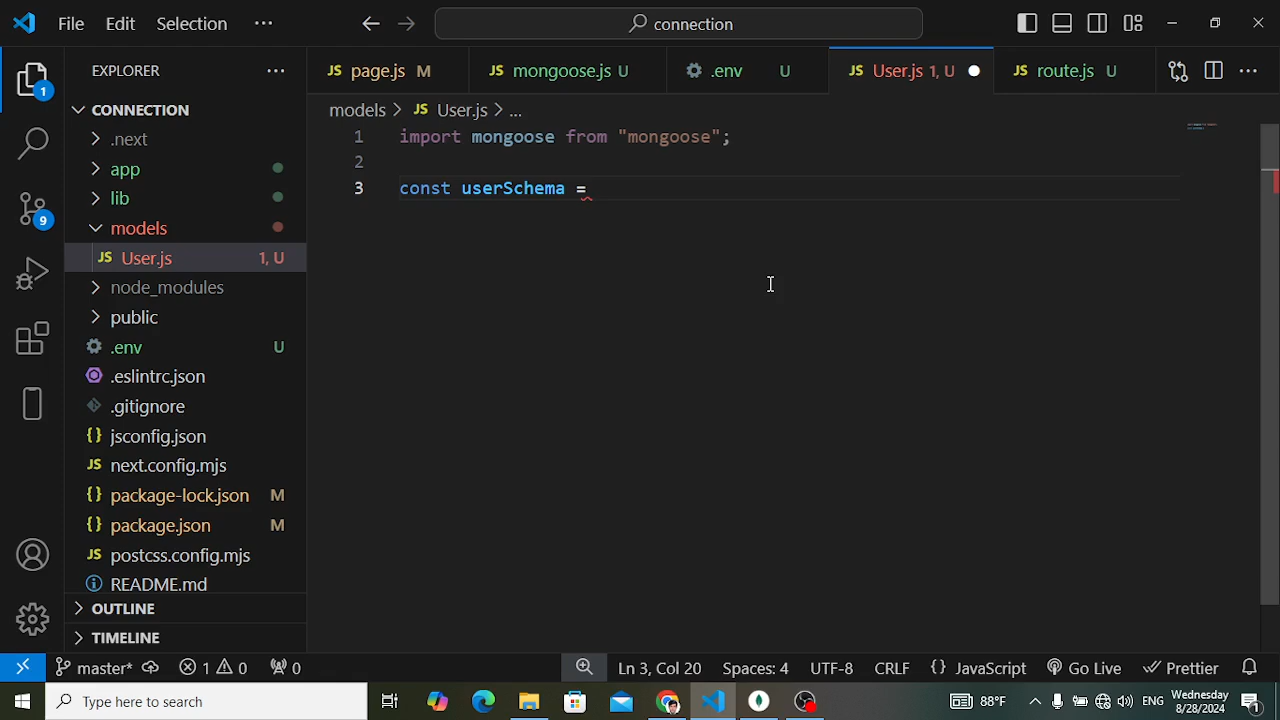 File Edit Selection ··· connection
EXPLORER ···
CONNECTION
.next
app
lib
models
JS User.js 1, U
node_modules
public
.env U
.eslintrc.json
.gitignore
{} jsconfig.json
JS next.config.mjs
{} package-lock.json M
{} package.json M
JS postcss.config.mjs
README.md
OUTLINE
TIMELINE
JS page.js M JS mongoose.js U .env U JS User.js 1, U JS route.js U ···
models > JS User.js > ...
1 import mongoose from "mongoose";
2
3 const userSchema =
master* 1 0 0 Ln 3, Col 20 Spaces: 4 UTF-8 CRLF {} JavaScript Go Live Prettier
Type here to search 88°F ENG Wednesday 8/28/2024 1